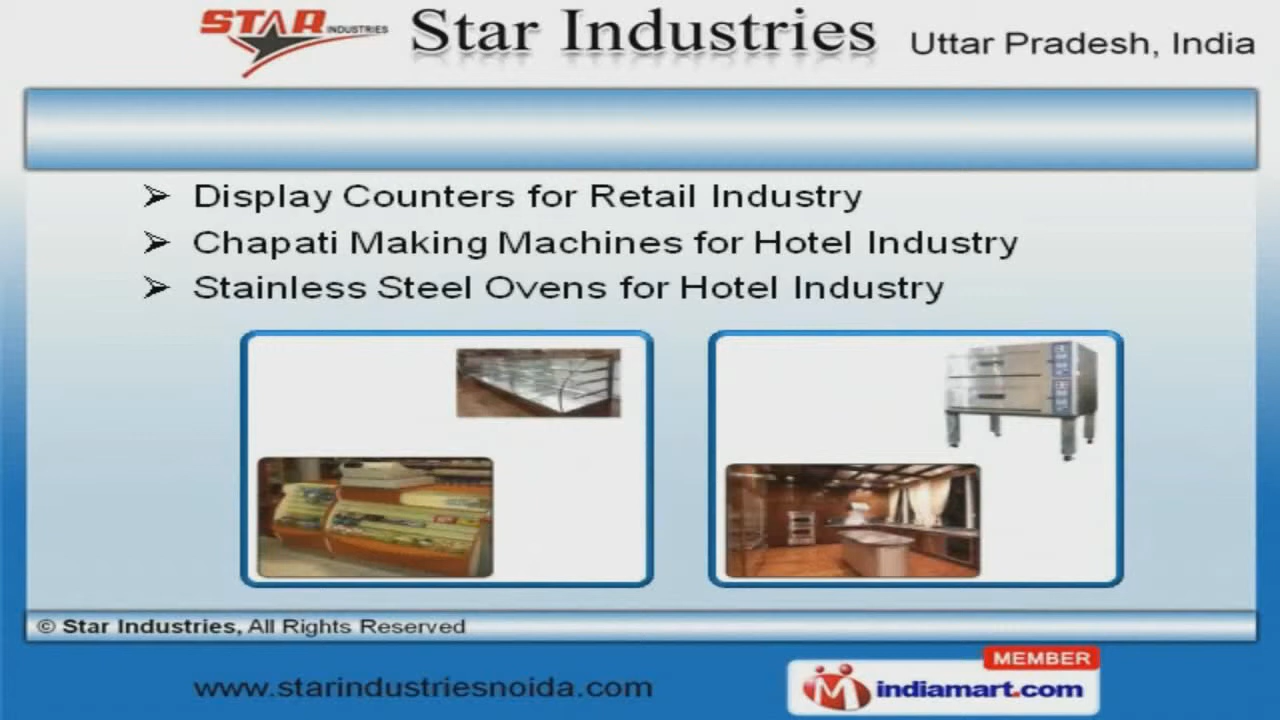 STAR INDUSTRIES
Star Industries
Uttar Pradesh, India
Display Counters for Retail Industry
Chapati Making Machines for Hotel Industry
Stainless Steel Ovens for Hotel Industry
© Star Industries, All Rights Reserved
www.starindustriesnoida.com
MEMBER
indiamart.com